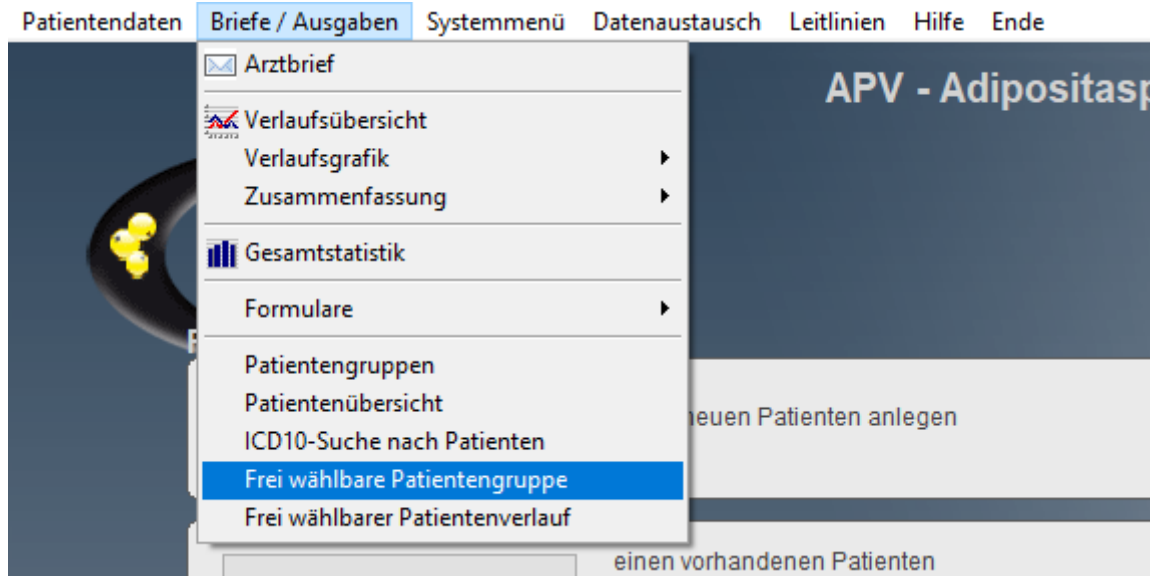 Patientendaten Briefe / Ausgaben Systemmenü Datenaustausch Leitlinien Hilfe Ende
APV - Adipositasp
Arztbrief
Verlaufsübersicht
Verlaufsgrafik
Zusammenfassung
Gesamtstatistik
Formulare
Patientengruppen
Patientenübersicht
ICD10-Suche nach Patienten
Frei wählbare Patientengruppe
Frei wählbarer Patientenverlauf
neuen Patienten anlegen
einen vorhandenen Patienten